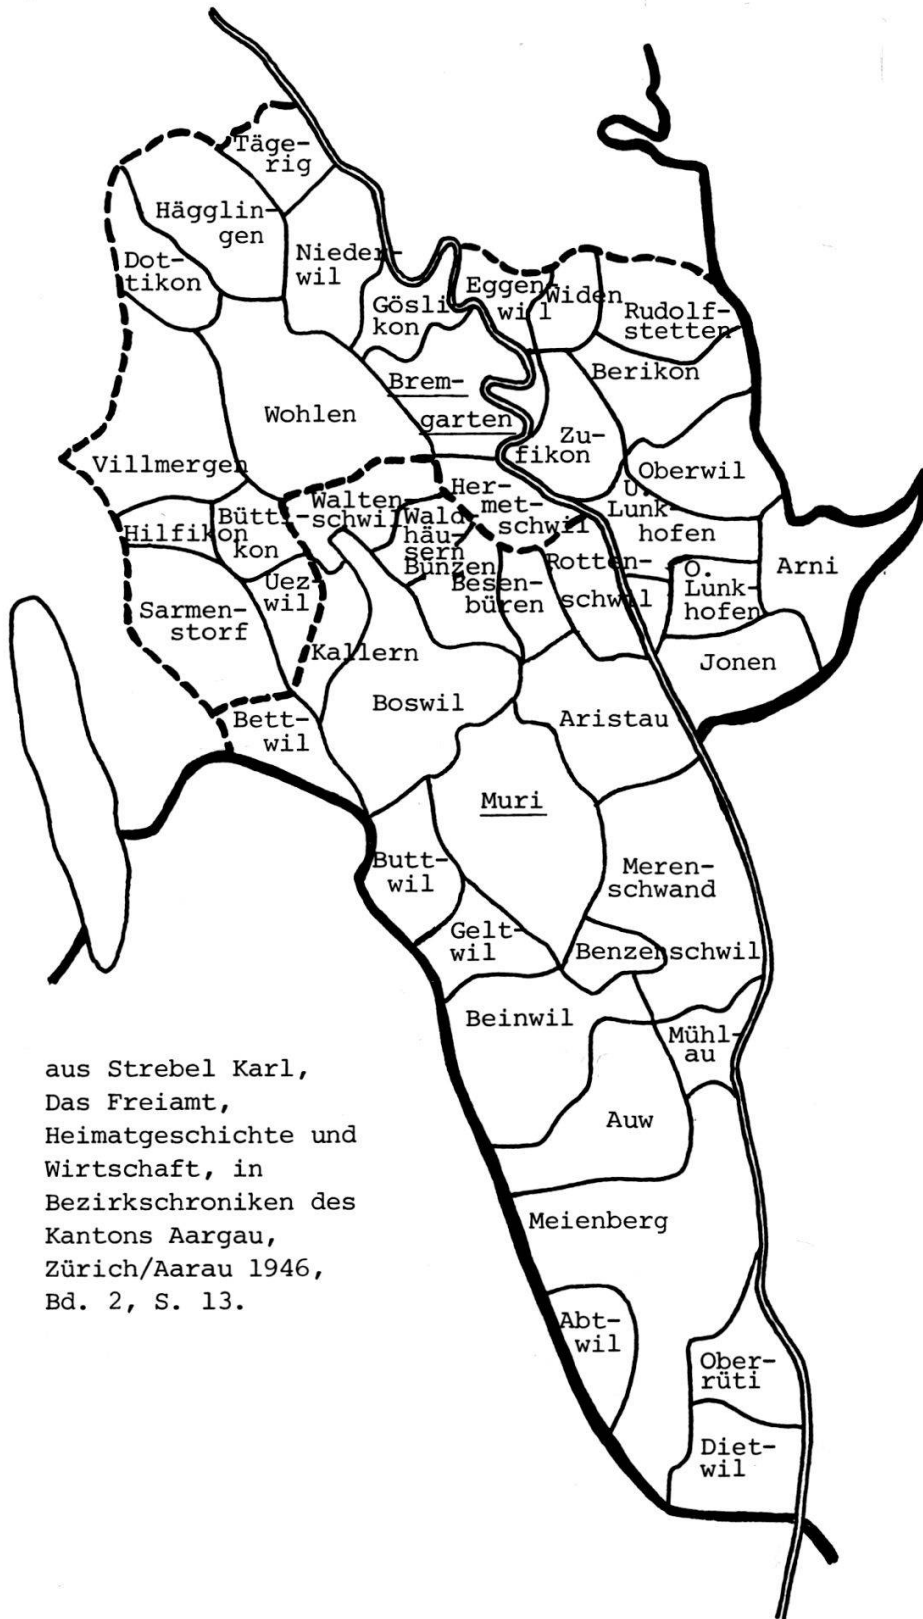 Täge-
rig
Hägglin-
gen
Dot-
tikon
Nieder-
wil
Gösli
kon
Eggen-
wil
Widen
Rudolf-
stetten
Berikon
Brem-
garten
Wohlen
Zu-
fikon
Oberwil
Villmergen
Hilfikon
Bütti-
kon
Walten-
schwil
Wald-
häu-
sern
Her-
met-
schwil
U.
Lunk-
hofen
Arni
O.
Lunk-
hofen
Bünzen
Besen-
büren
Rotten-
schwil
Uez-
wil
Sarmen-
storf
Kallern
Jonen
Boswil
Aristau
Bett-
wil
Muri
Butt-
wil
Meren-
schwand
Gelt-
wil
Benzenschwil
Beinwil
Mühl-
au
Auw
Meienberg
Abt-
wil
Ober-
rüti
Diet-
wil
aus Strebel Karl,
Das Freiamt,
Heimatgeschichte und
Wirtschaft, in
Bezirkschroniken des
Kantons Aargau,
Zürich/Aarau 1946,
Bd. 2, S. 13.